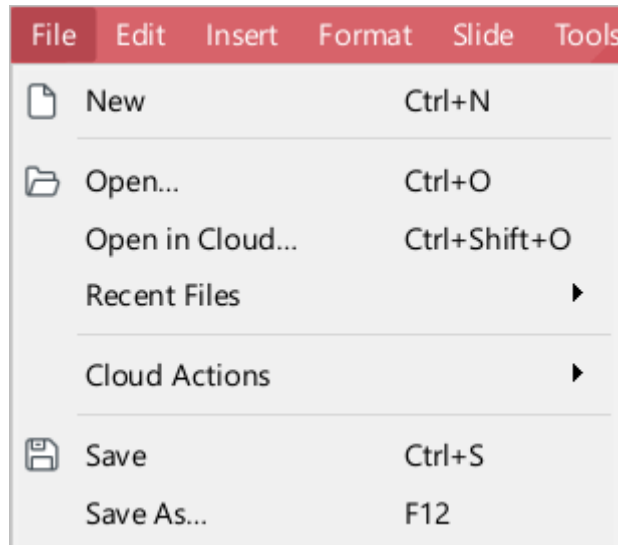 File Edit Insert Format Slide Tools
New Ctrl+N
Open... Ctrl+O
Open in Cloud... Ctrl+Shift+O
Recent Files
Cloud Actions
Save Ctrl+S
Save As... F12